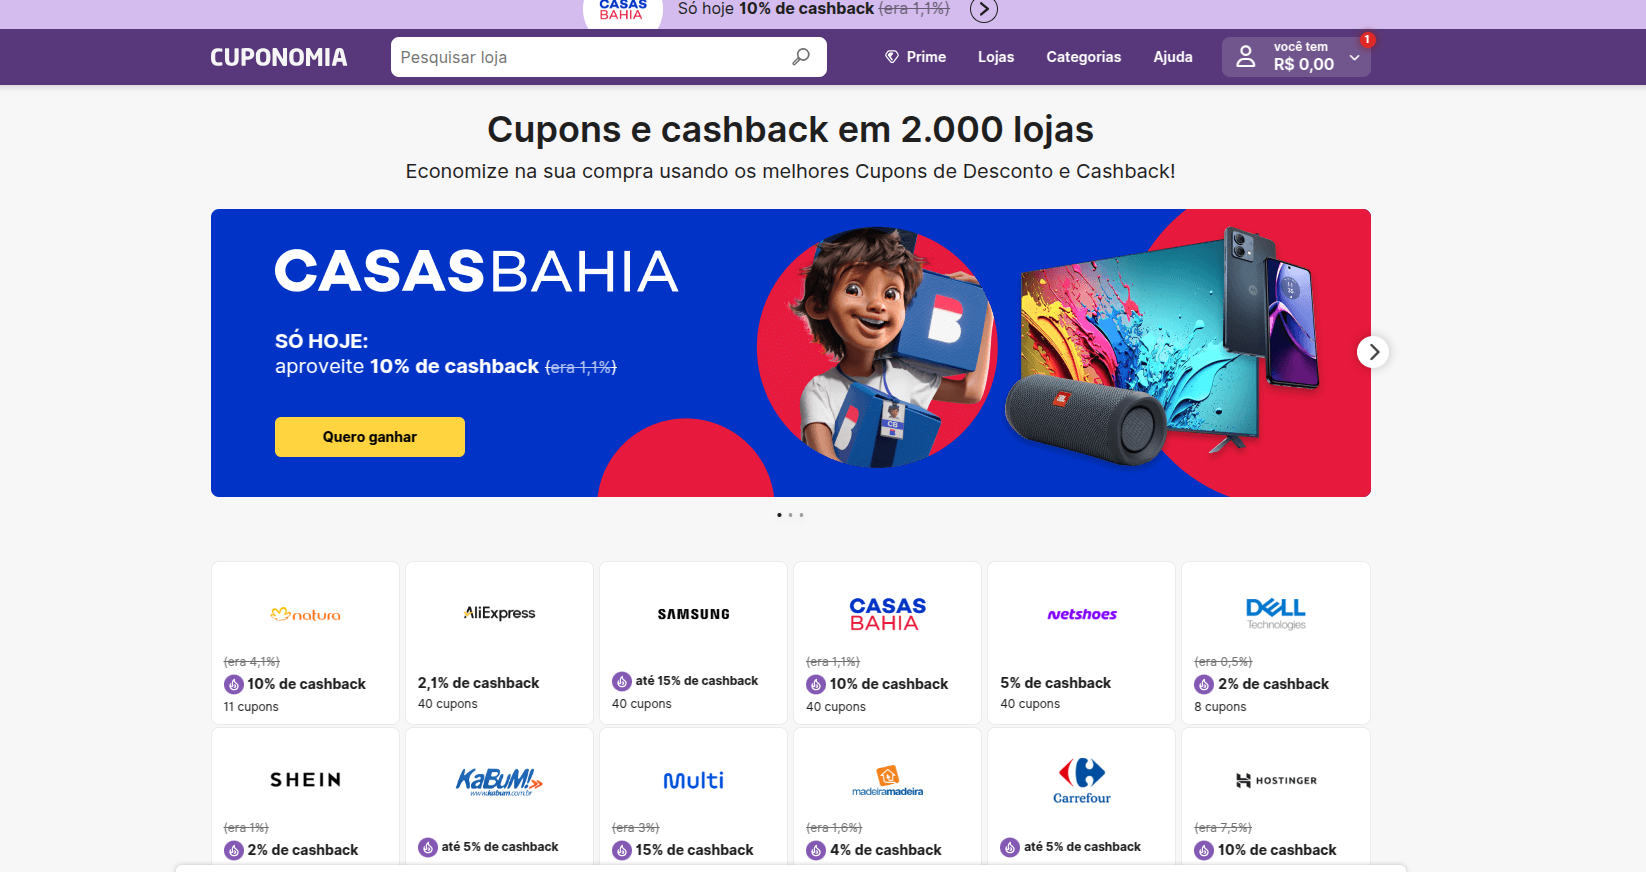 CASAS
BAHIA
Só hoje 10% de cashback (era 1,1%)
CUPONOMIA
Pesquisar loja
Prime
Lojas
Categorias
Ajuda
você tem
R$ 0,00
1
Cupons e cashback em 2.000 lojas
Economize na sua compra usando os melhores Cupons de Desconto e Cashback!
CASASBAHIA
SÓ HOJE:
aproveite 10% de cashback (era 1,1%)
Quero ganhar
B
B
CB
JBL
natura
(era 4,1%)
10% de cashback
11 cupons
AliExpress
2,1% de cashback
40 cupons
SAMSUNG
até 15% de cashback
40 cupons
CASAS
BAHIA
(era 1,1%)
10% de cashback
40 cupons
netshoes
5% de cashback
40 cupons
DELL
Technologies
(era 0,5%)
2% de cashback
8 cupons
SHEIN
(era 1%)
2% de cashback
KaBuM!
www.kabum.com.br
até 5% de cashback
Multi
(era 3%)
15% de cashback
madeiramadeira
(era 1,6%)
4% de cashback
Carrefour
até 5% de cashback
HOSTINGER
(era 7,5%)
10% de cashback